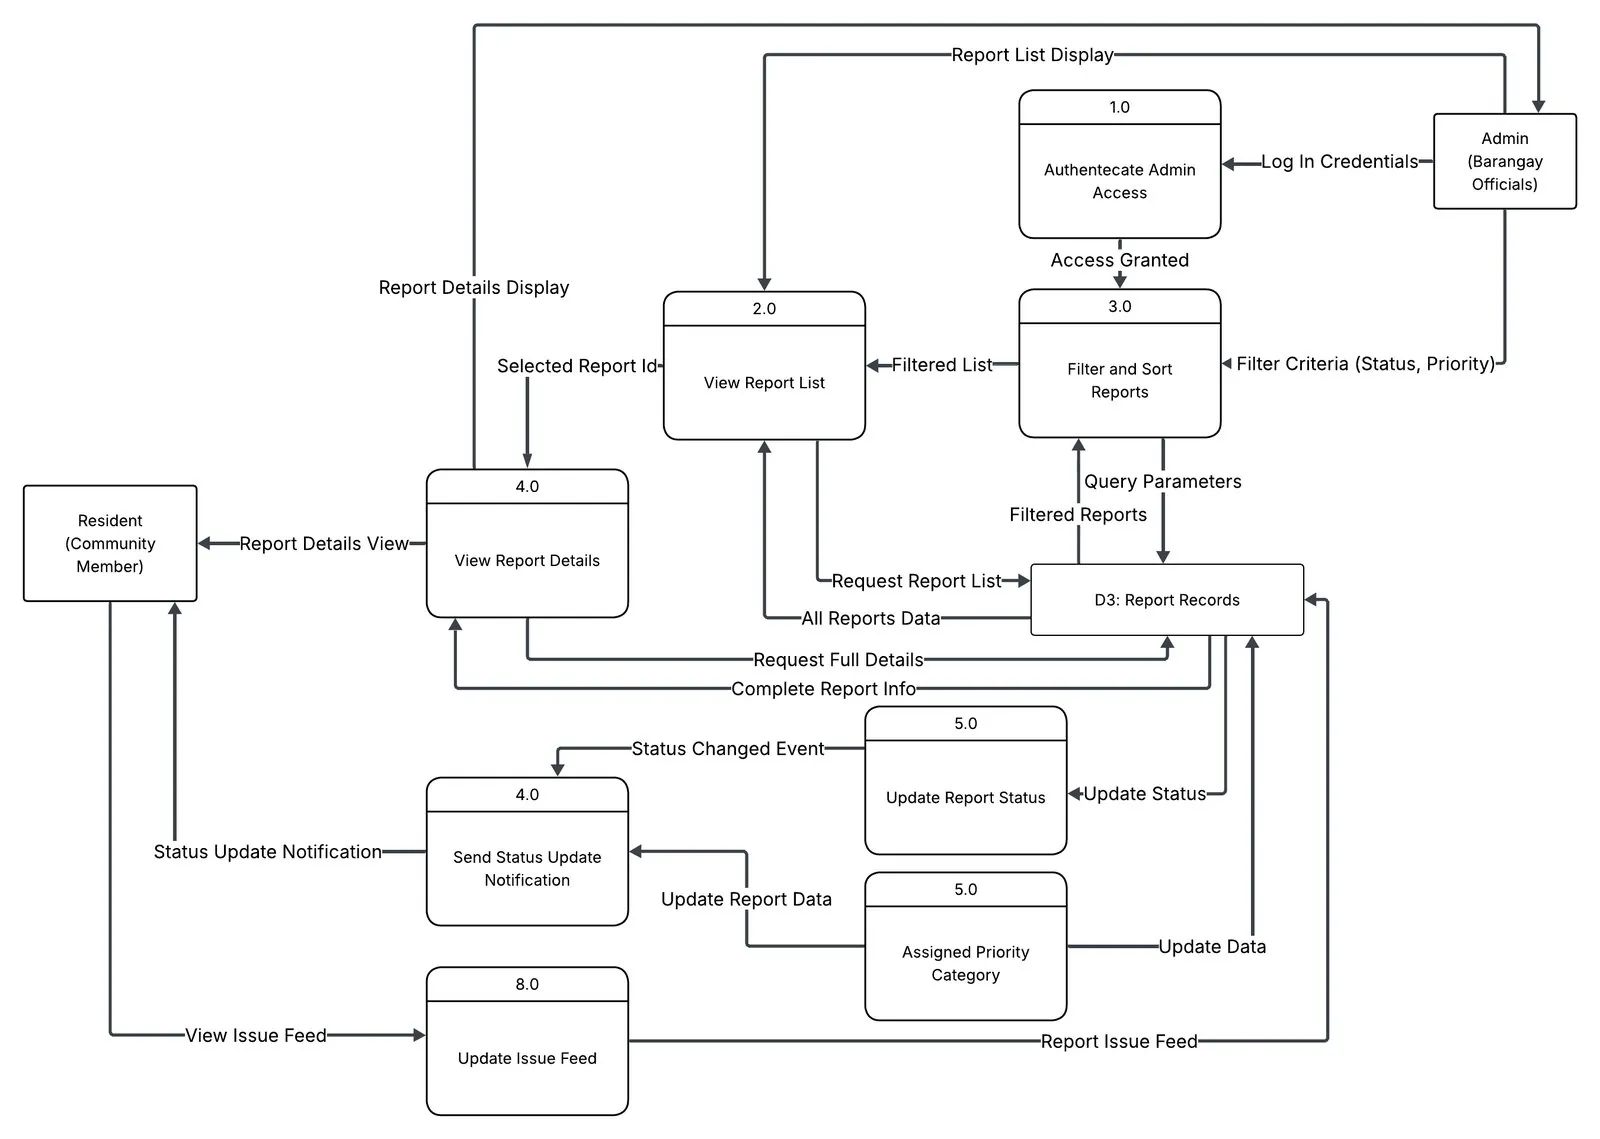 Report List Display
1.0
Authentecate Admin
Access
Log In Credentials
Admin
(Barangay
Officials)
Access Granted
Report Details Display
2.0
View Report List
3.0
Filter and Sort
Reports
Selected Report Id
Filtered List
Filter Criteria (Status, Priority)
4.0
View Report Details
Query Parameters
Filtered Reports
Resident
(Community
Member)
Report Details View
Request Report List
D3: Report Records
All Reports Data
Request Full Details
Complete Report Info
5.0
Update Report Status
Status Changed Event
Update Status
4.0
Send Status Update
Notification
Status Update Notification
Update Report Data
5.0
Assigned Priority
Category
Update Data
8.0
Update Issue Feed
View Issue Feed
Report Issue Feed